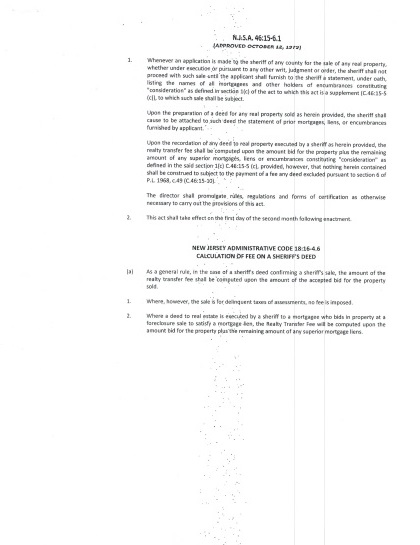 N.J.S.A. 46:15-6.1
(APPROVED OCTOBER 12, 1972)
1. Whenever an application is made to the sheriff of any county for the sale of any real property,
whether under execution or pursuant to any other writ, judgment or order, the sheriff shall not
proceed with such sale until the applicant shall furnish to the sheriff a statement, under oath,
listing the names of all mortgagees and other holders of encumbrances constituting
"consideration" as defined in section 1(c) of the act to which this act is a supplement (C.46:15-5
(c)), to which such sale shall be subject.
Upon the preparation of a deed for any real property sold as herein provided, the sheriff shall
cause to be attached to such deed the statement of prior mortgages, liens, or encumbrances
furnished by applicant.
Upon the recordation of any deed to real property executed by a sheriff as herein provided, the
realty transfer fee shall be computed upon the amount bid for the property plus the remaining
amount of any superior mortgages, liens or encumbrances constituting "consideration" as
defined in the said section 1(c) C.46:15-5 (c), provided, however, that nothing herein contained
shall be construed to subject to the payment of a fee any deed excluded pursuant to section 6 of
P.L. 1968, c.49 (C.46:15-10).
The director shall promulgate rules, regulations and forms of certification as otherwise
necessary to carry out the provisions of this act.
2. This act shall take effect on the first day of the second month following enactment.
NEW JERSEY ADMINISTRATIVE CODE 18:16-4.6
CALCULATION OF FEE ON A SHERIFF'S DEED
(a) As a general rule, in the case of a sheriff's deed confirming a sheriff's sale, the amount of the
realty transfer fee shall be computed upon the amount of the accepted bid for the property
sold.
1. Where, however, the sale is for delinquent taxes of assessments, no fee is imposed.
2. Where a deed to real estate is executed by a sheriff to a mortgagee who bids in property at a
foreclosure sale to satisfy a mortgage lien, the Realty Transfer Fee will be computed upon the
amount bid for the property plus the remaining amount of any superior mortgage liens.